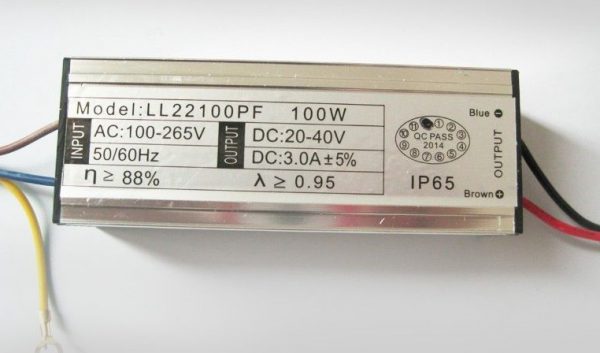 Model:LL22100PF 100W
INPUT
AC:100-265V
50/60Hz
OUTPUT
DC:20-40V
DC:3.0A±5%
η≥88%
λ≥0.95
QC PASS
2014
IP65
Blue ⊖
OUTPUT
Brown ⊕